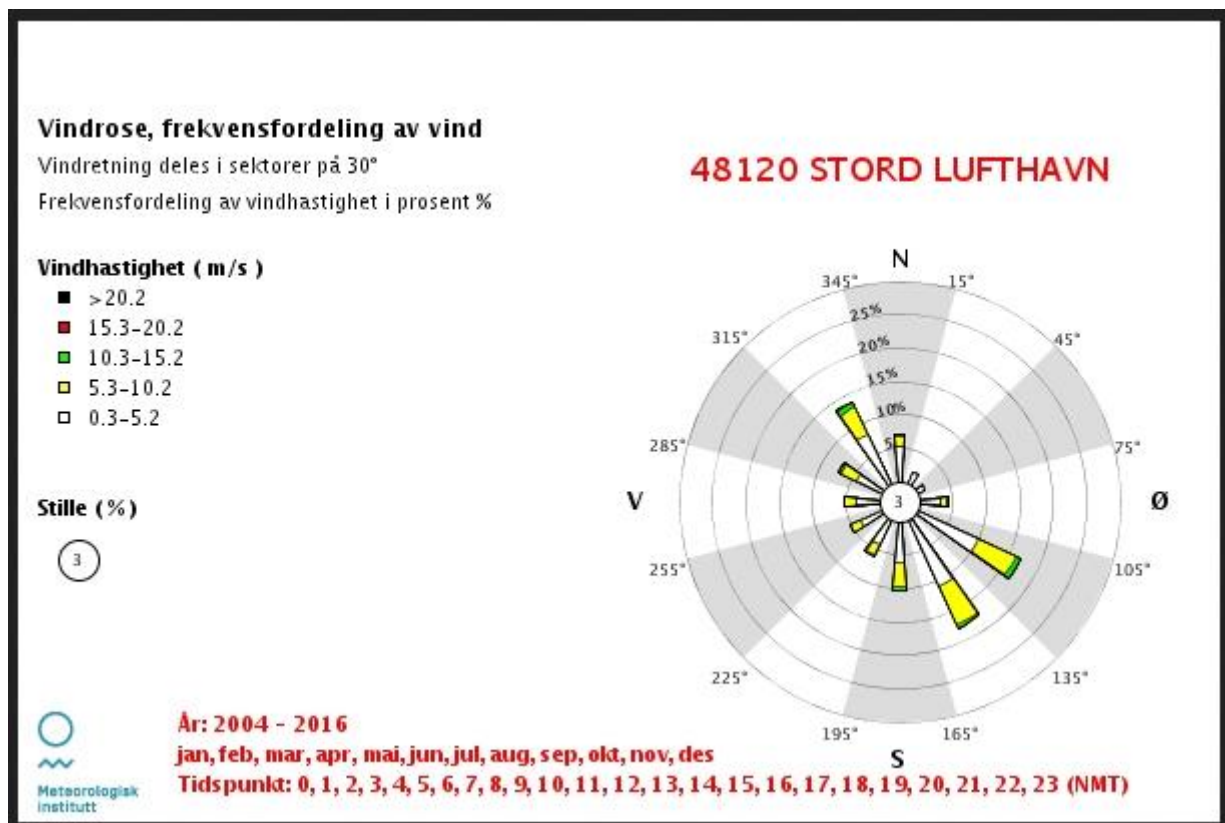 Vindrose, frekvensfordeling av vind
Vindretning deles i sektorer på 30°
Frekvensfordeling av vindhastighet i prosent %
48120 STORD LUFTHAVN
Vindhastighet ( m/s )
>20.2
15.3-20.2
10.3-15.2
5.3-10.2
0.3-5.2
Stille (%)
3
N
345°
15°
25%
315°
20%
45°
15%
10%
285°
5
75°
V
3
Ø
255°
105°
225°
135°
195°
165°
S
År: 2004 - 2016
jan, feb, mar, apr, mai, jun, jul, aug, sep, okt, nov, des
Tidspunkt: 0, 1, 2, 3, 4, 5, 6, 7, 8, 9, 10, 11, 12, 13, 14, 15, 16, 17, 18, 19, 20, 21, 22, 23 (NMT)
Meteorologisk
institutt